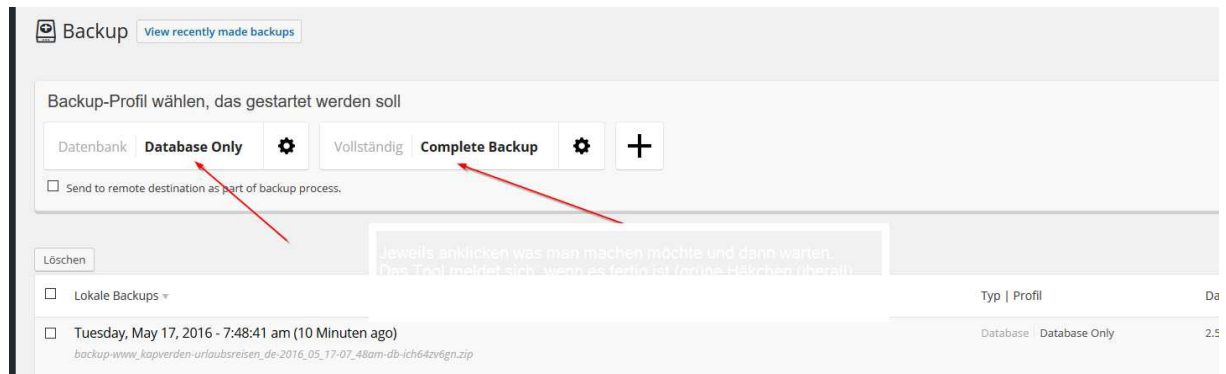 Backup View recently made backups
Backup-Profil wählen, das gestartet werden soll
Datenbank Database Only Vollständig Complete Backup
Send to remote destination as part of backup process.
Jeweils anklicken was man machen möchte und dann warten.
Das Tool meldet sich, wenn es fertig ist (grüne Häkchen überall)
Löschen
Lokale Backups Typ | Profil Da
Tuesday, May 17, 2016 - 7:48:41 am (10 Minuten ago) Database Database Only 2.5
backup-www_kapverden-urlaubsreisen_de-2016_05_17-07_48am-db-ich64zv6gn.zip